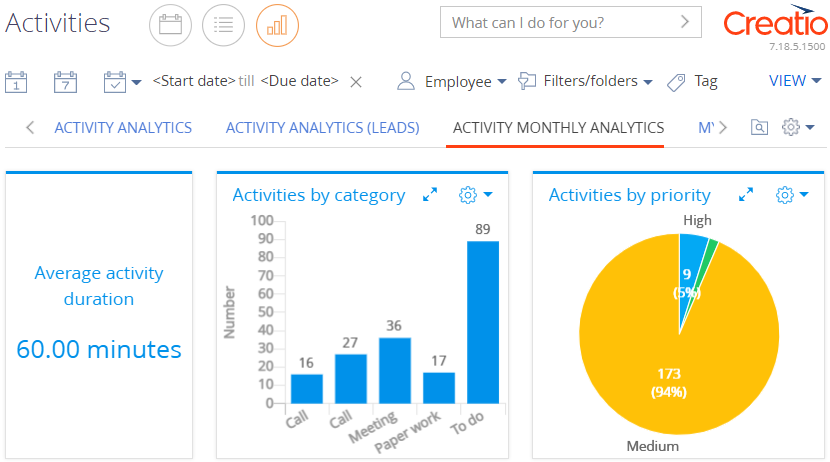 Activities
What can I do for you?
Creatio
7.18.5.1500
1
7
<Start date> till <Due date>
Employee
Filters/folders
Tag
VIEW
ACTIVITY ANALYTICS
ACTIVITY ANALYTICS (LEADS)
ACTIVITY MONTHLY ANALYTICS
MY
Average activity
duration
60.00 minutes
Activities by category
Number
100
90
80
70
60
50
40
30
20
10
0
16
27
36
17
89
Call
Call
Meeting
Paper work
To do
Activities by priority
High
9
(5%)
173
(94%)
Medium